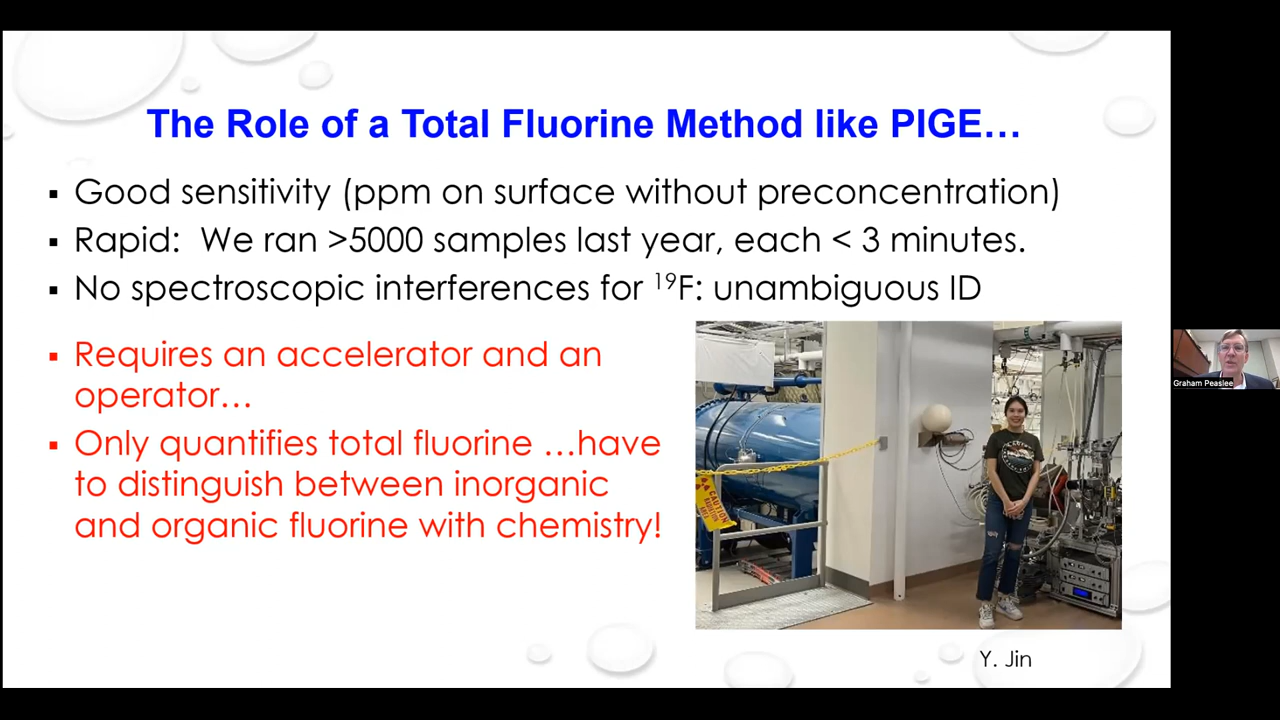 The Role of a Total Fluorine Method like PIGE…
▪ Good sensitivity (ppm on surface without preconcentration)
▪ Rapid: We ran >5000 samples last year, each < 3 minutes.
▪ No spectroscopic interferences for ¹⁹F: unambiguous ID
▪ Requires an accelerator and an
operator…
▪ Only quantifies total fluorine …have
to distinguish between inorganic
and organic fluorine with chemistry!
CAUTION
Y. Jin
Graham Peaslee